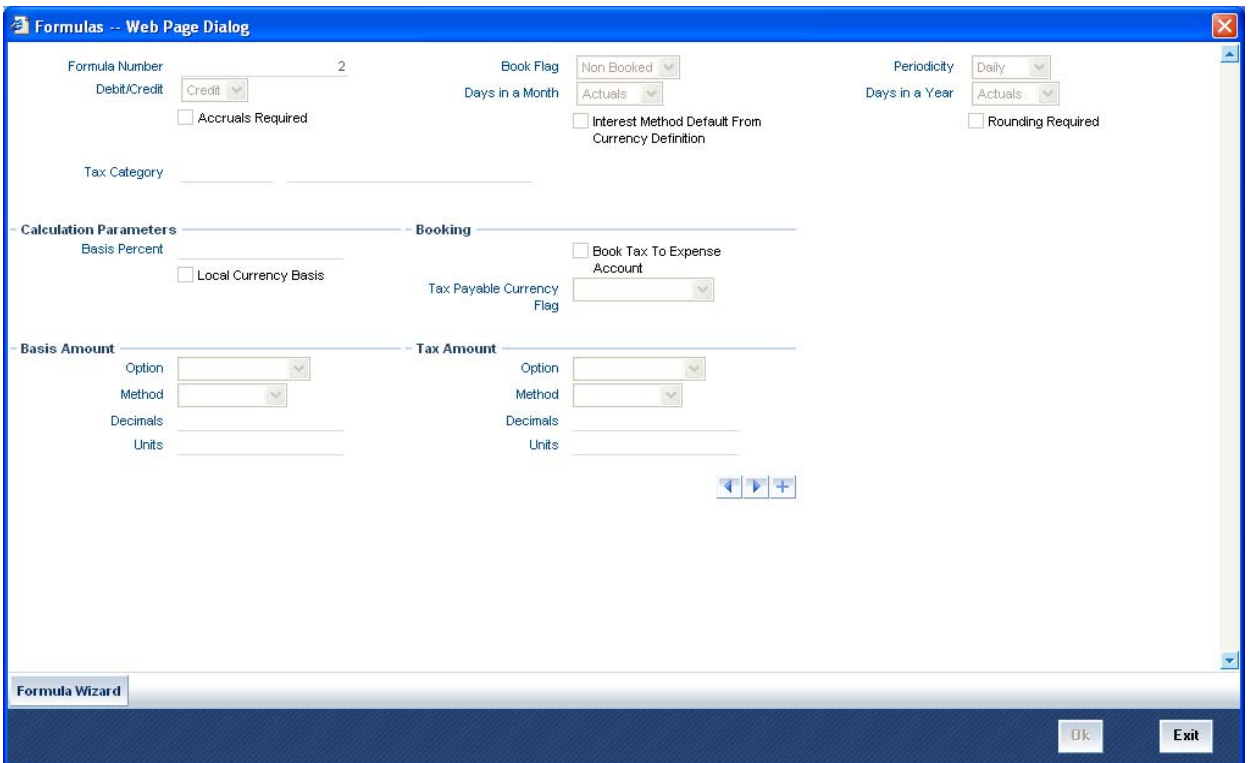 Formulas -- Web Page Dialog
Formula Number 2 Book Flag Non Booked Periodicity Daily
Debit/Credit Credit Days in a Month Actuals Days in a Year Actuals
Accruals Required Interest Method Default From Rounding Required
Currency Definition
Tax Category
Calculation Parameters Booking
Basis Percent Book Tax To Expense
Account
Local Currency Basis
Tax Payable Currency
Flag
Basis Amount Tax Amount
Option Option
Method Method
Decimals Decimals
Units Units
Formula Wizard
Ok Exit